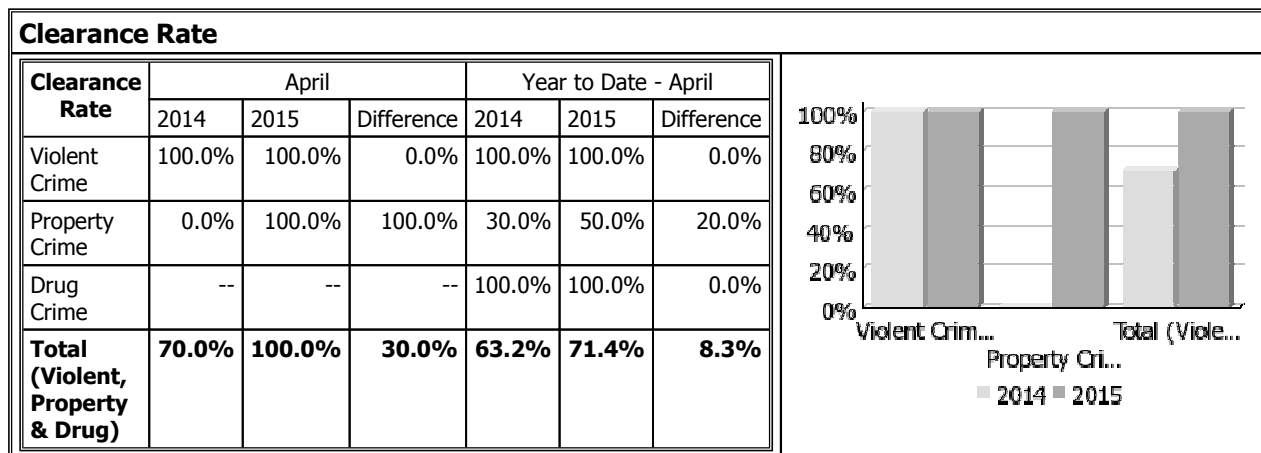 Clearance Rate
Clearance Rate April Year to Date - April
2014 2015 Difference 2014 2015 Difference
Violent Crime 100.0% 100.0% 0.0% 100.0% 100.0% 0.0%
Property Crime 0.0% 100.0% 100.0% 30.0% 50.0% 20.0%
Drug Crime -- -- -- 100.0% 100.0% 0.0%
Total (Violent, Property & Drug) 70.0% 100.0% 30.0% 63.2% 71.4% 8.3%
100%
80%
60%
40%
20%
0%
Violent Crim... Total (Viole...
Property Cri...
2014 2015